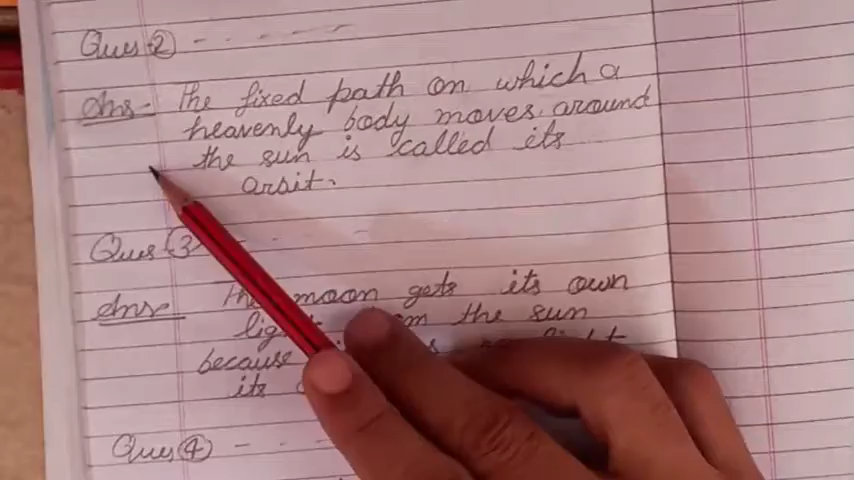 Ques ② - - - - -
Ans - The fixed path on which a
heavenly body moves around
the sun is called its
arsit.
Ques ③ - -
Ans The moon gets its own
the sun
because
its
Ques ④ - - -